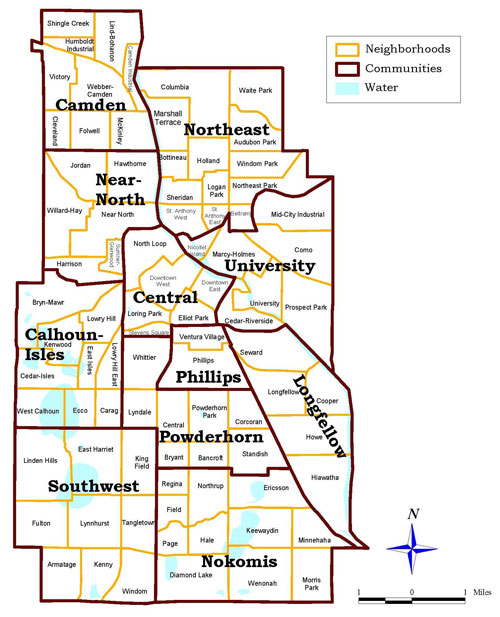 Shingle Creek
Lind-Bohanon
Humboldt
Industrial
Camden Industrial
Neighborhoods
Communities
Water
Victory
Webber-
Camden
Camden
Columbia
Waite Park
Marshall
Terrace
Northeast
Cleveland
Folwell
McKinley
Audubon Park
Bottineau
Holland
Windom Park
Jordan
Hawthorne
Near-
North
Logan
Park
Northeast Park
Sheridan
Willard-Hay
Near North
St. Anthony
West
St.
Anthony
East
Beltrami
Mid-City Industrial
North Loop
Nicollet
Island
Marcy-Holmes
Como
Sumner-
Glenwood
Harrison
University
Downtown
West
Downtown
East
Bryn-Mawr
Central
University
Prospect Park
Lowry Hill
Loring Park
Elliot Park
Cedar-Riverside
Calhoun-
Isles
Stevens Square
Ventura Village
Kenwood
East Isles
Lowry Hill East
Whittier
Phillips
Seward
Cedar-Isles
Phillips
Longfellow
Longfellow
Cooper
West Calhoun
Ecco
Carag
Lyndale
Central
Powderhorn
Park
Corcoran
Powderhorn
Howe
Linden Hills
East Harriet
King
Field
Bryant
Bancroft
Standish
Hiawatha
Southwest
Regina
Northrup
Ericsson
Fulton
Lynnhurst
Tangletown
Field
Keewaydin
Minnehaha
Page
Hale
Nokomis
Armatage
Kenny
Diamond Lake
Wenonah
Morris
Park
Windom
N
1 0 1 Miles